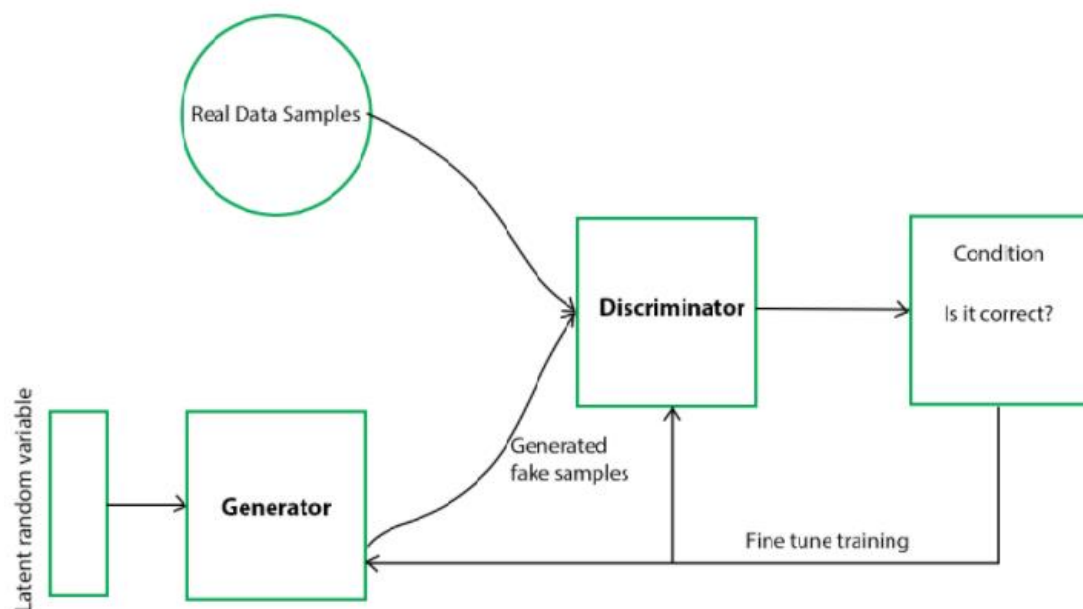 Real Data Samples
Condition
Discriminator
Is it correct?
Generated
fake samples
Latent random variable
Generator
Fine tune training